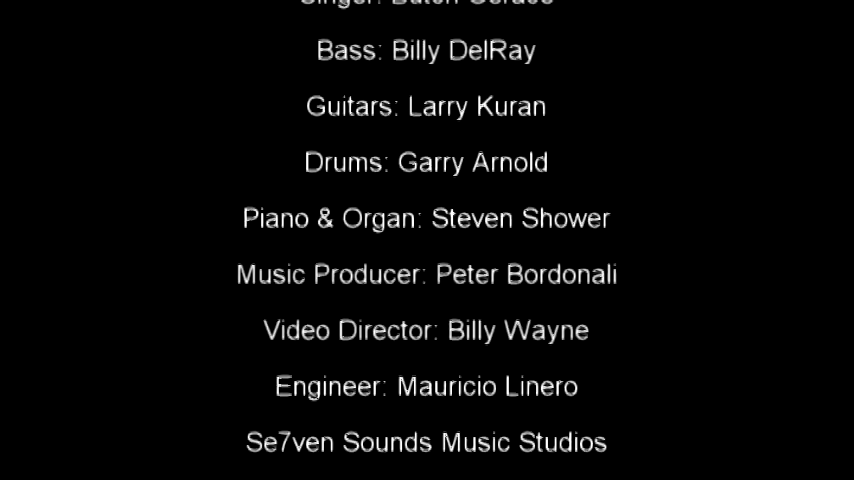 Bass: Billy DelRay
Guitars: Larry Kuran
Drums: Garry Arnold
Piano & Organ: Steven Shower
Music Producer: Peter Bordonali
Video Director: Billy Wayne
Engineer: Mauricio Linero
Se7ven Sounds Music Studios